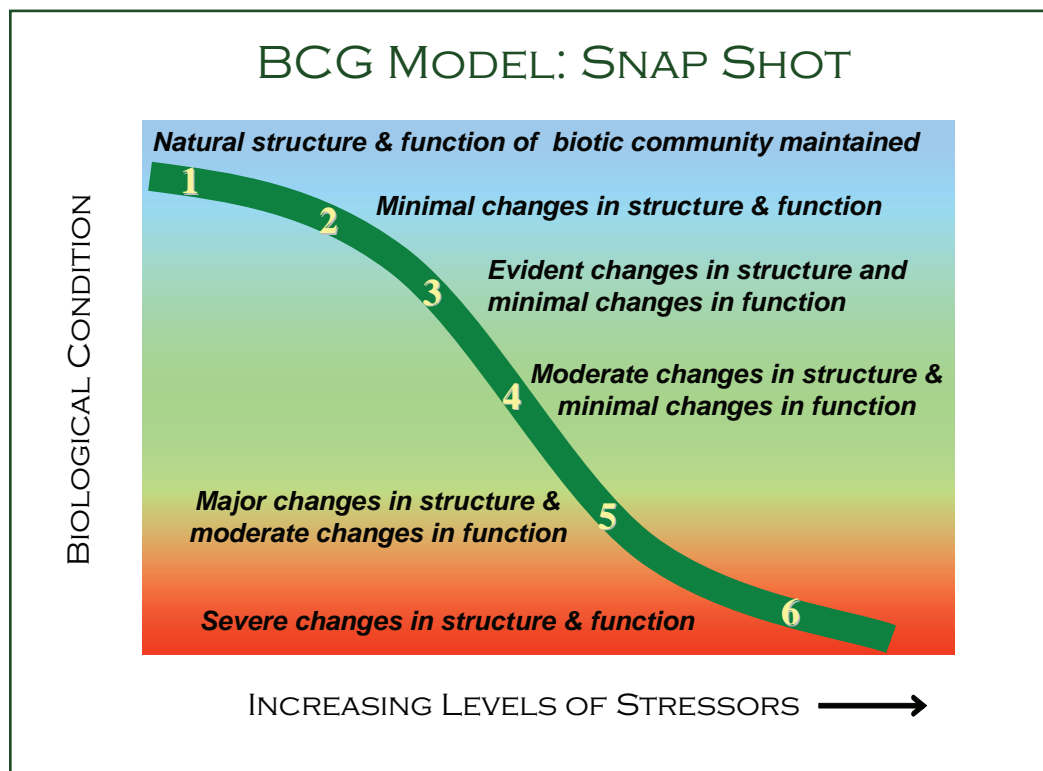 BCG MODEL: SNAP SHOT
Natural structure & function of biotic community maintained
1
2
Minimal changes in structure & function
3
Evident changes in structure and
minimal changes in function
4
Moderate changes in structure &
minimal changes in function
Major changes in structure &
moderate changes in function
5
Severe changes in structure & function
6
BIOLOGICAL CONDITION
INCREASING LEVELS OF STRESSORS